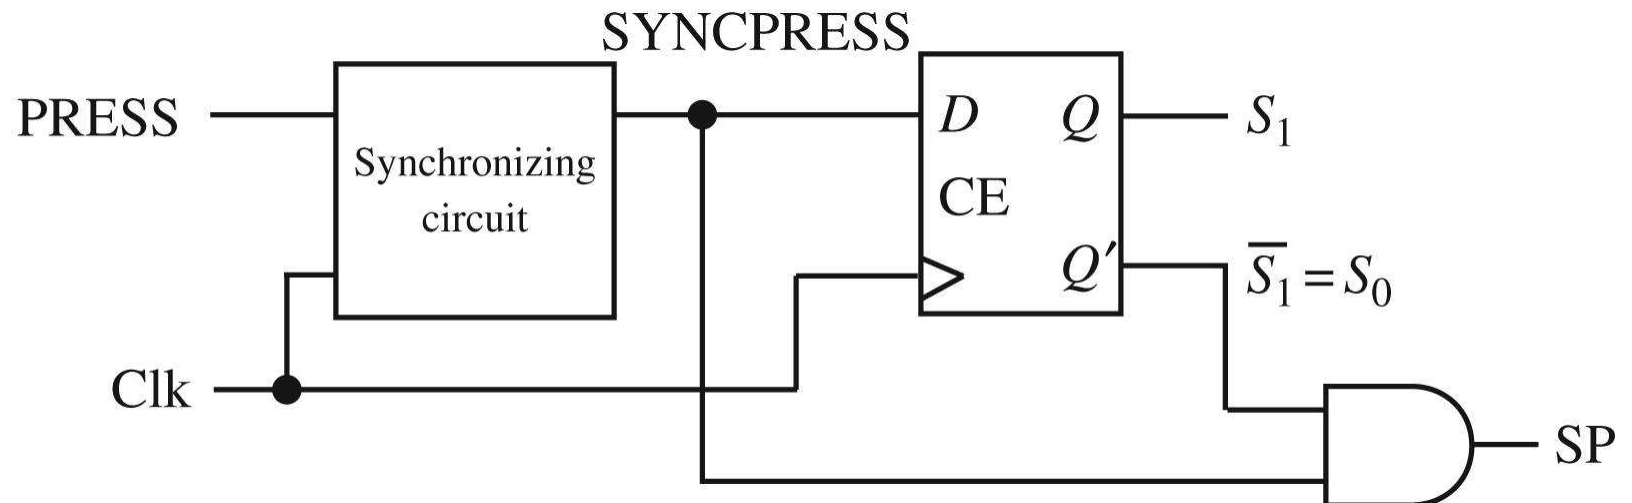 SYNCPRESS
PRESS
Synchronizing
circuit
D
Q
S₁
CE
Q′
S̅₁ = S₀
Clk
SP